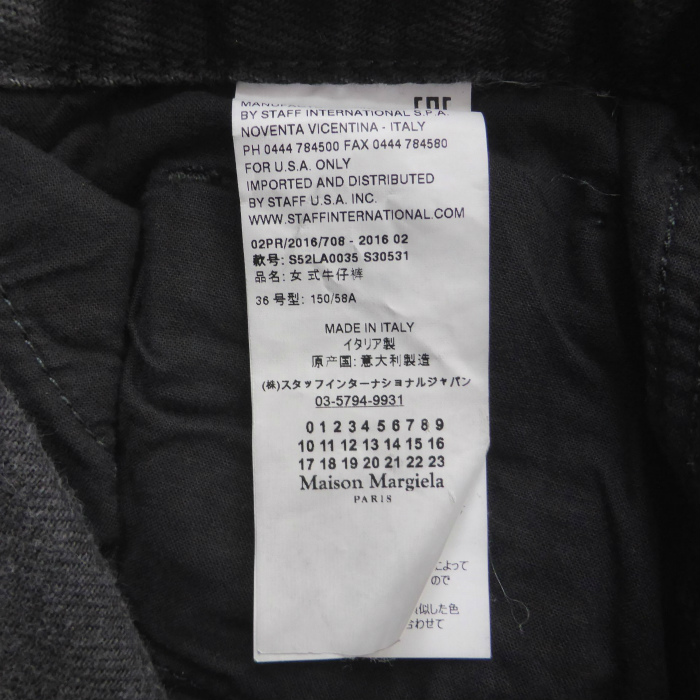 MANUFA
BY STAFF INTERNATIONAL S.P.A.
NOVENTA VICENTINA - ITALY
PH 0444 784500 FAX 0444 784580
FOR U.S.A. ONLY
IMPORTED AND DISTRIBUTED
BY STAFF U.S.A. INC.
WWW.STAFFINTERNATIONAL.COM
02PR/2016/708 - 2016 02
款号: S52LA0035 S30531
品名: 女 式牛仔裤
36 号型: 150/58A
MADE IN ITALY
イタリア製
原产国: 意大利製造
(株)スタッフインターナショナルジャパン
03-5794-9931
0 1 2 3 4 5 6 7 8 9
10 11 12 13 14 15 16
17 18 19 20 21 22 23
Maison Margiela
PARIS
によって
ので
似した色
合わせて